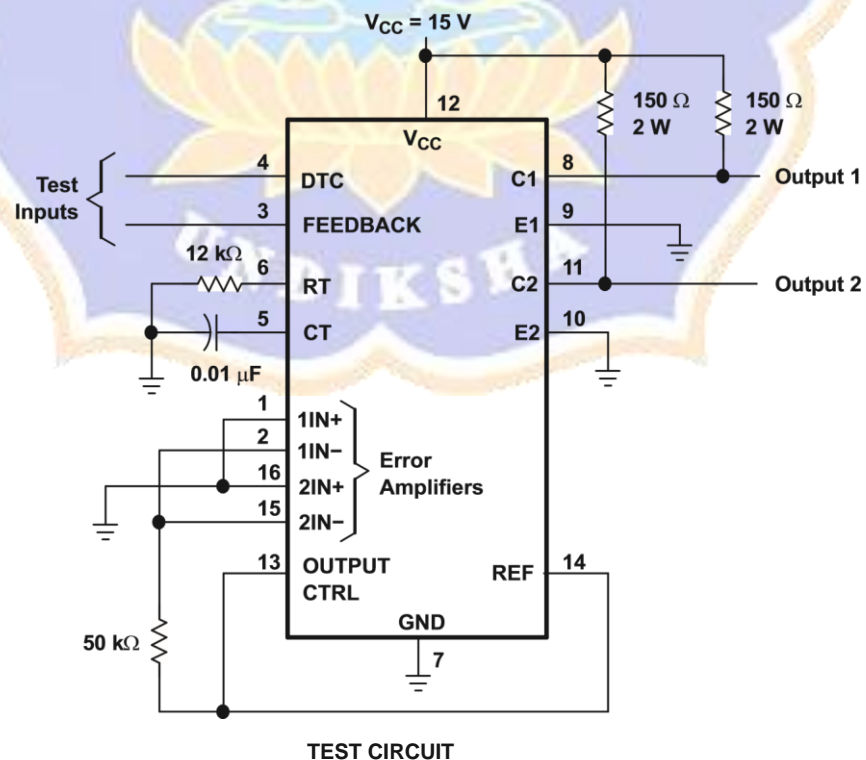 VCC = 15 V
12
150 Ω
2 W
150 Ω
2 W
VCC
Test
Inputs
4
DTC
3
FEEDBACK
12 kΩ
6
RT
5
CT
0.01 μF
C1
8
Output 1
E1
9
C2
11
Output 2
E2
10
1
1IN+
2
1IN−
16
2IN+
15
2IN−
Error
Amplifiers
13
OUTPUT
CTRL
REF
14
GND
7
50 kΩ
UNDIKSHA
TEST CIRCUIT